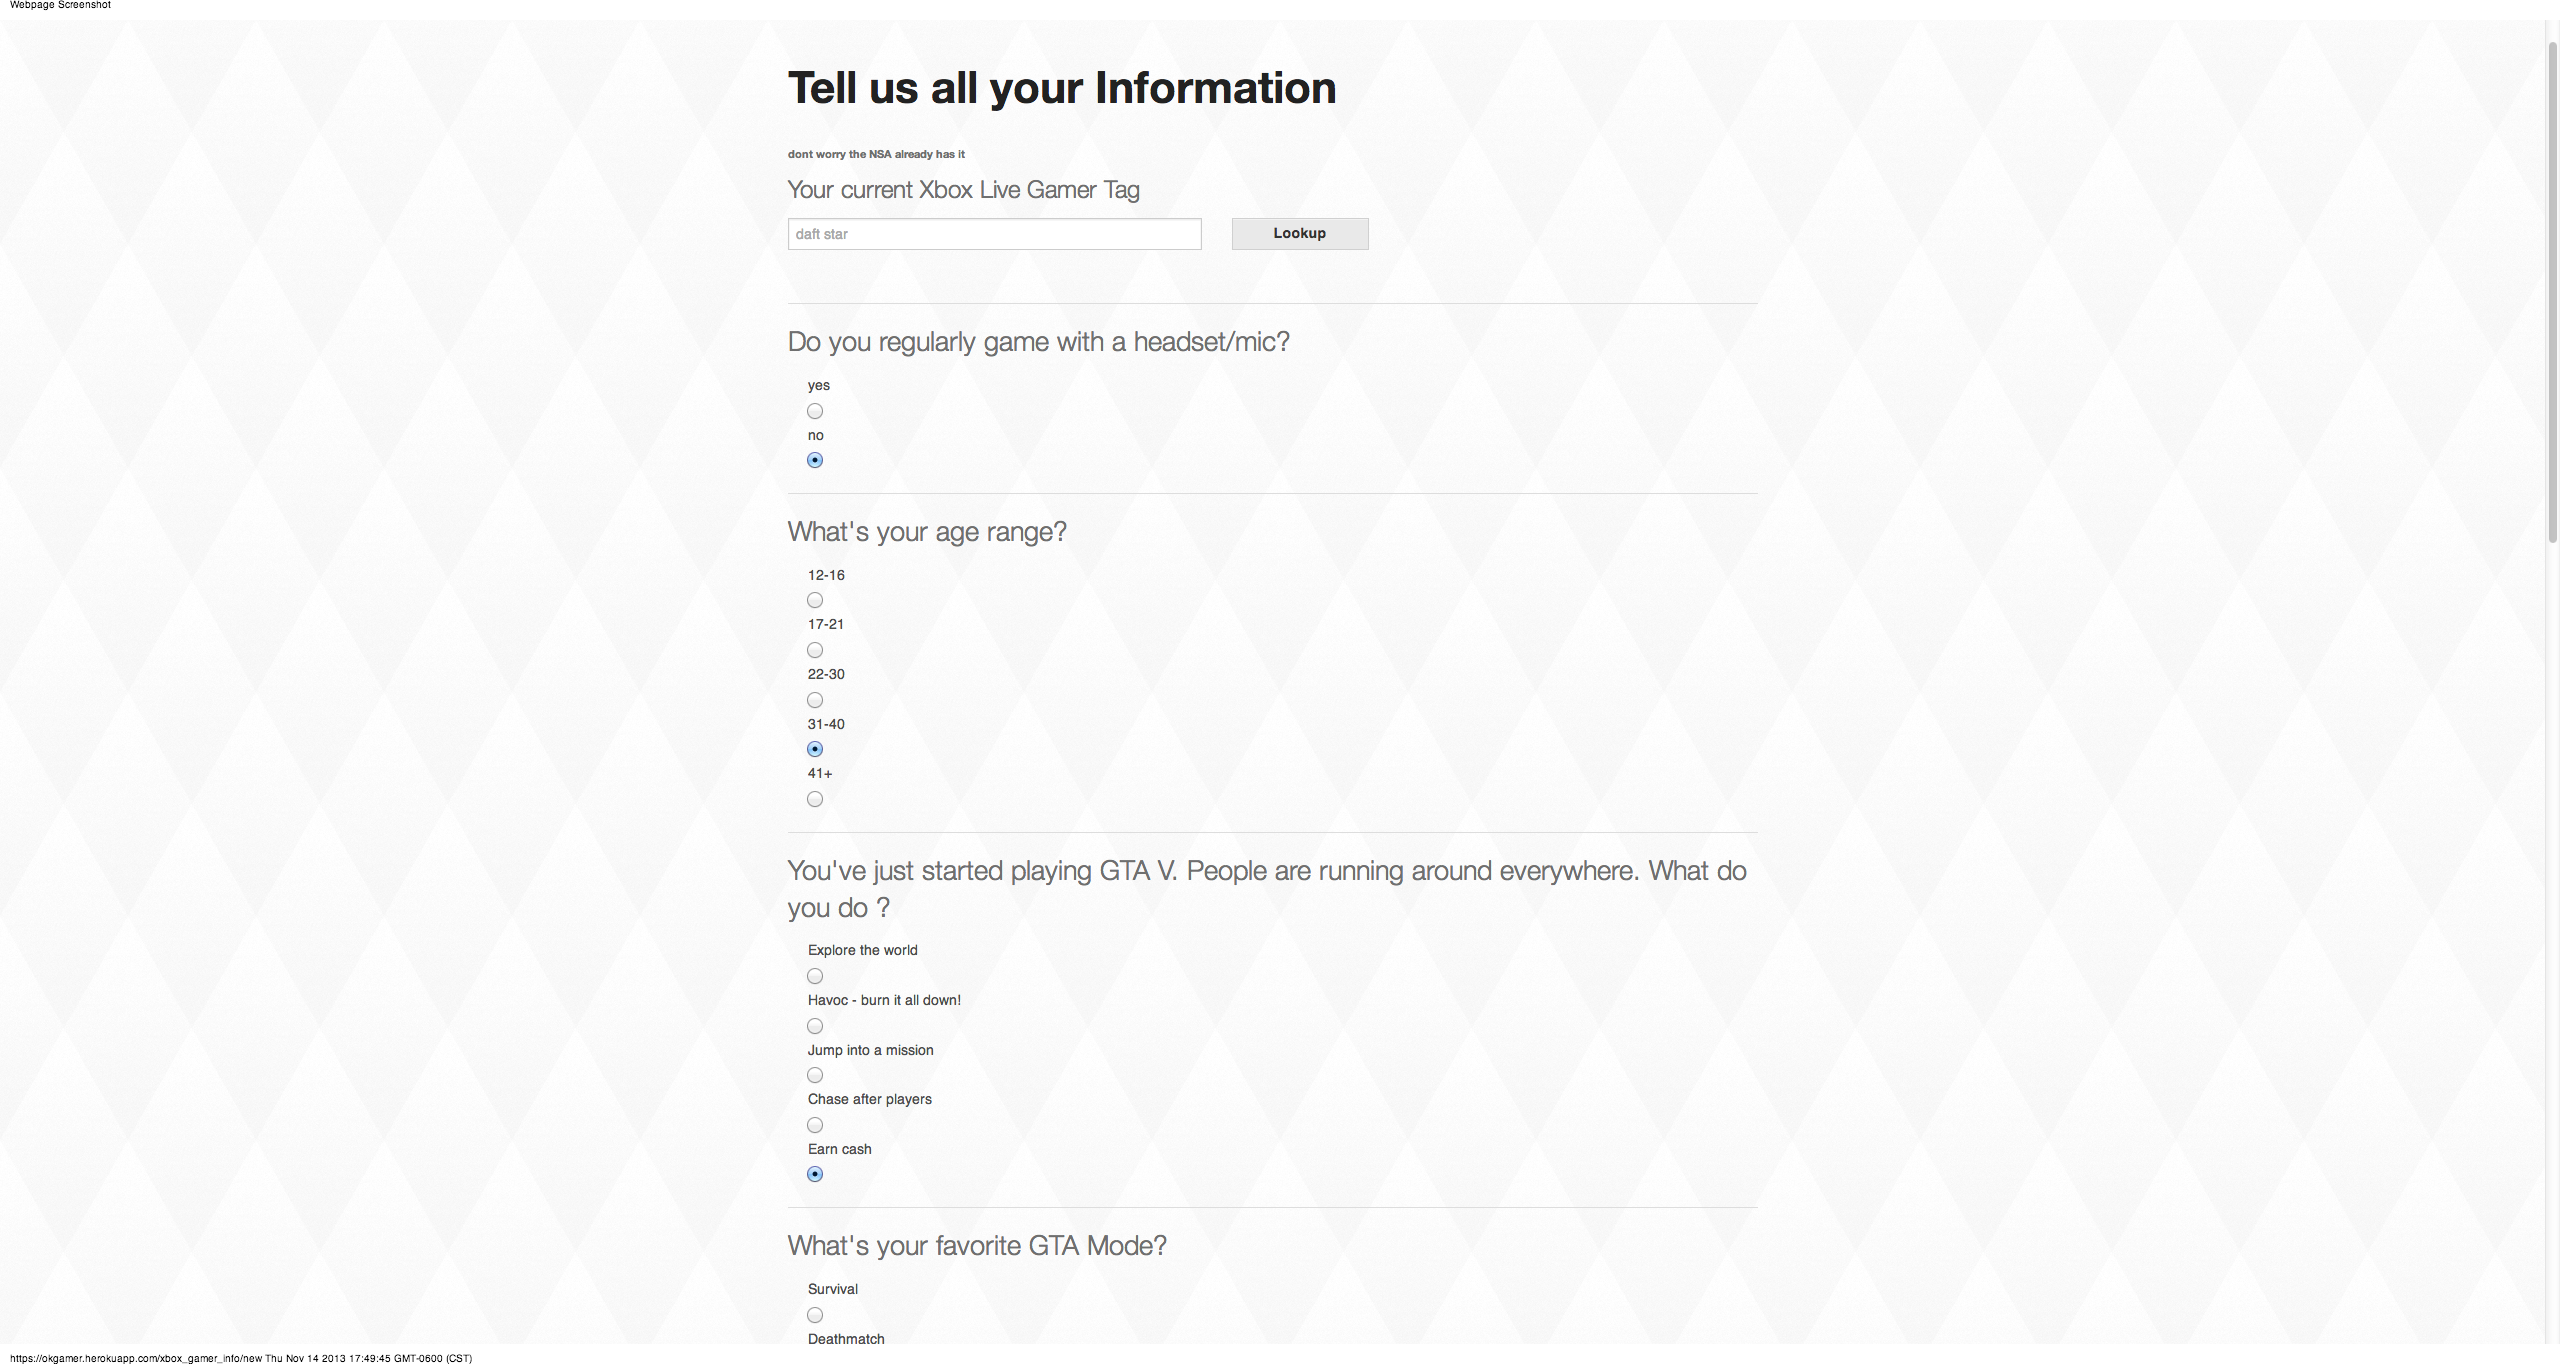 Webpage Screenshot
Tell us all your Information
dont worry the NSA already has it
Your current Xbox Live Gamer Tag
daft star
Lookup
Do you regularly game with a headset/mic?
yes
no
What's your age range?
12-16
17-21
22-30
31-40
41+
You've just started playing GTA V. People are running around everywhere. What do
you do ?
Explore the world
Havoc - burn it all down!
Jump into a mission
Chase after players
Earn cash
What's your favorite GTA Mode?
Survival
Deathmatch
https://okgamer.herokuapp.com/xbox_gamer_info/new Thu Nov 14 2013 17:49:45 GMT-0600 (CST)